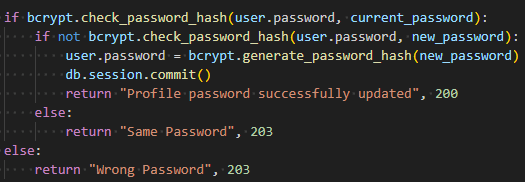 if bcrypt.check_password_hash(user.password, current_password):
    if not bcrypt.check_password_hash(user.password, new_password):
        user.password = bcrypt.generate_password_hash(new_password)
        db.session.commit()
        return "Profile password successfully updated", 200
    else:
        return "Same Password", 203
else:
    return "Wrong Password", 203